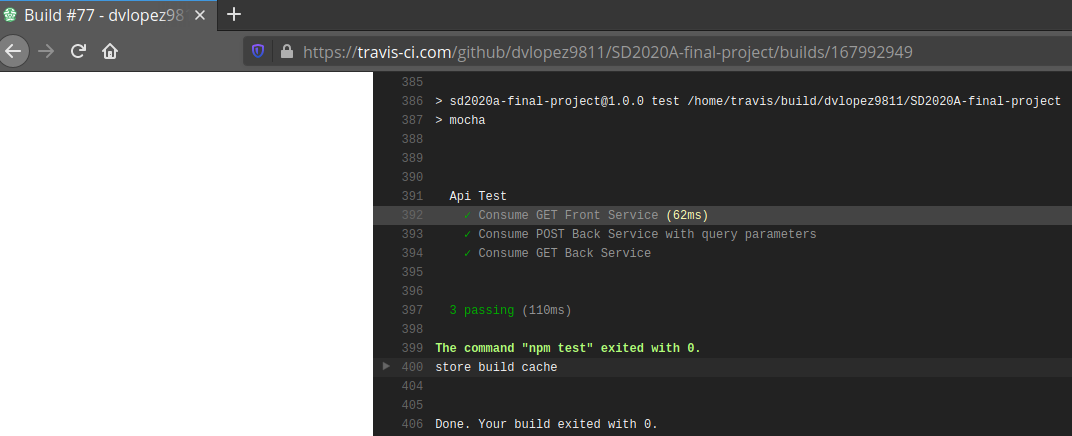 Build #77 - dvlopez981
https://travis-ci.com/github/dvlopez9811/SD2020A-final-project/builds/167992949
385
386 > sd2020a-final-project@1.0.0 test /home/travis/build/dvlopez9811/SD2020A-final-project
387 > mocha
388
389
390
391 Api Test
392 ✓ Consume GET Front Service (62ms)
393 ✓ Consume POST Back Service with query parameters
394 ✓ Consume GET Back Service
395
396
397 3 passing (110ms)
398
399 The command "npm test" exited with 0.
400 store build cache
404
405
406 Done. Your build exited with 0.